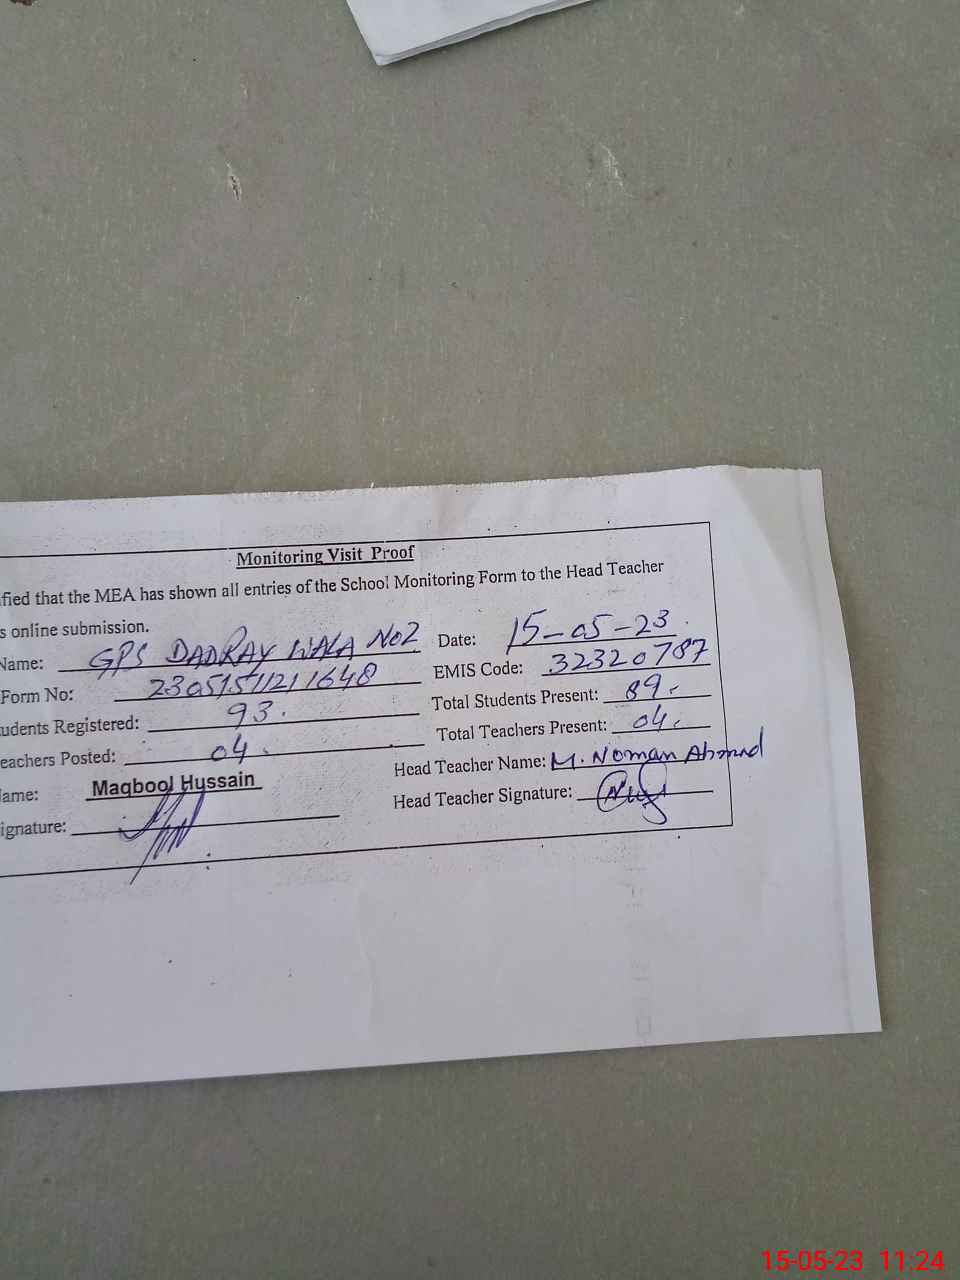 Monitoring Visit Proof
fied that the MEA has shown all entries of the School Monitoring Form to the Head Teacher
s online submission.
Name: GPS DADRAY WALA No2 Date: 15-05-23.
Form No: 23051511211648 EMIS Code: 32320787
udents Registered: 93. Total Students Present: 89.
eachers Posted: 04. Total Teachers Present: 04.
ame: Maqbool Hussain Head Teacher Name: M. Noman Ahmad
ignature: Head Teacher Signature:
15-05-23 11:24